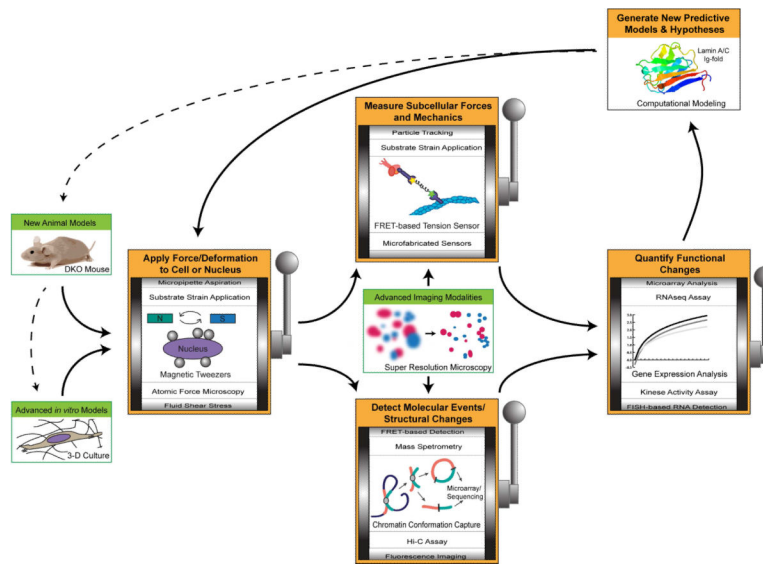 Generate New Predictive
Models & Hypotheses
Lamin A/C
Ig-fold
Computational Modeling
Measure Subcellular Forces
and Mechanics
Particle Tracking
Substrate Strain Application
FRET-based Tension Sensor
Microfabricated Sensors
New Animal Models
DKO Mouse
Apply Force/Deformation
to Cell or Nucleus
Micropipette Aspiration
Substrate Strain Application
N
S
Nucleus
Magnetic Tweezers
Atomic Force Microscopy
Fluid Shear Stress
Advanced Imaging Modalities
Super Resolution Microscopy
Quantify Functional
Changes
Microarray Analysis
RNAseq Assay
Gene Expression Analysis
Kinase Activity Assay
FISH-based RNA Detection
Advanced in vitro Models
3-D Culture
Detect Molecular Events/
Structural Changes
FRET-based Detection
Mass Spetrometry
Microarray/
Sequencing
Chromatin Conformation Capture
Hi-C Assay
Fluorescence Imaging